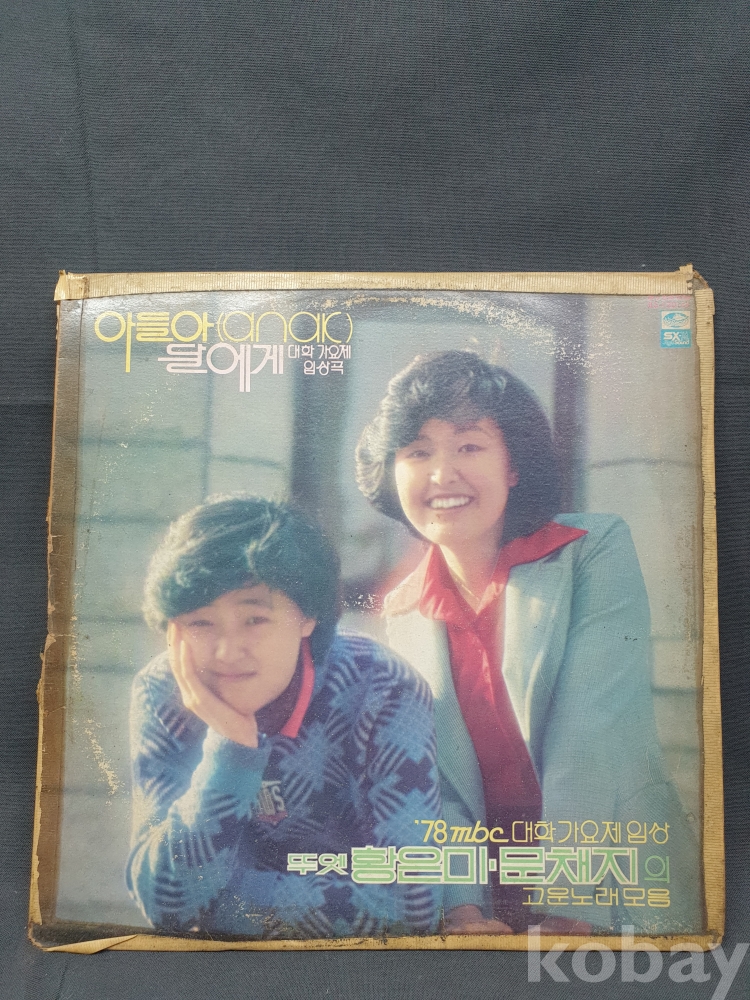 아들아(anak)
달에게 대학 가요제
입상곡
SX
'78 mbc 대학가요제 입상
뚜엣 황은미·문채지의
고운노래모음
kobay